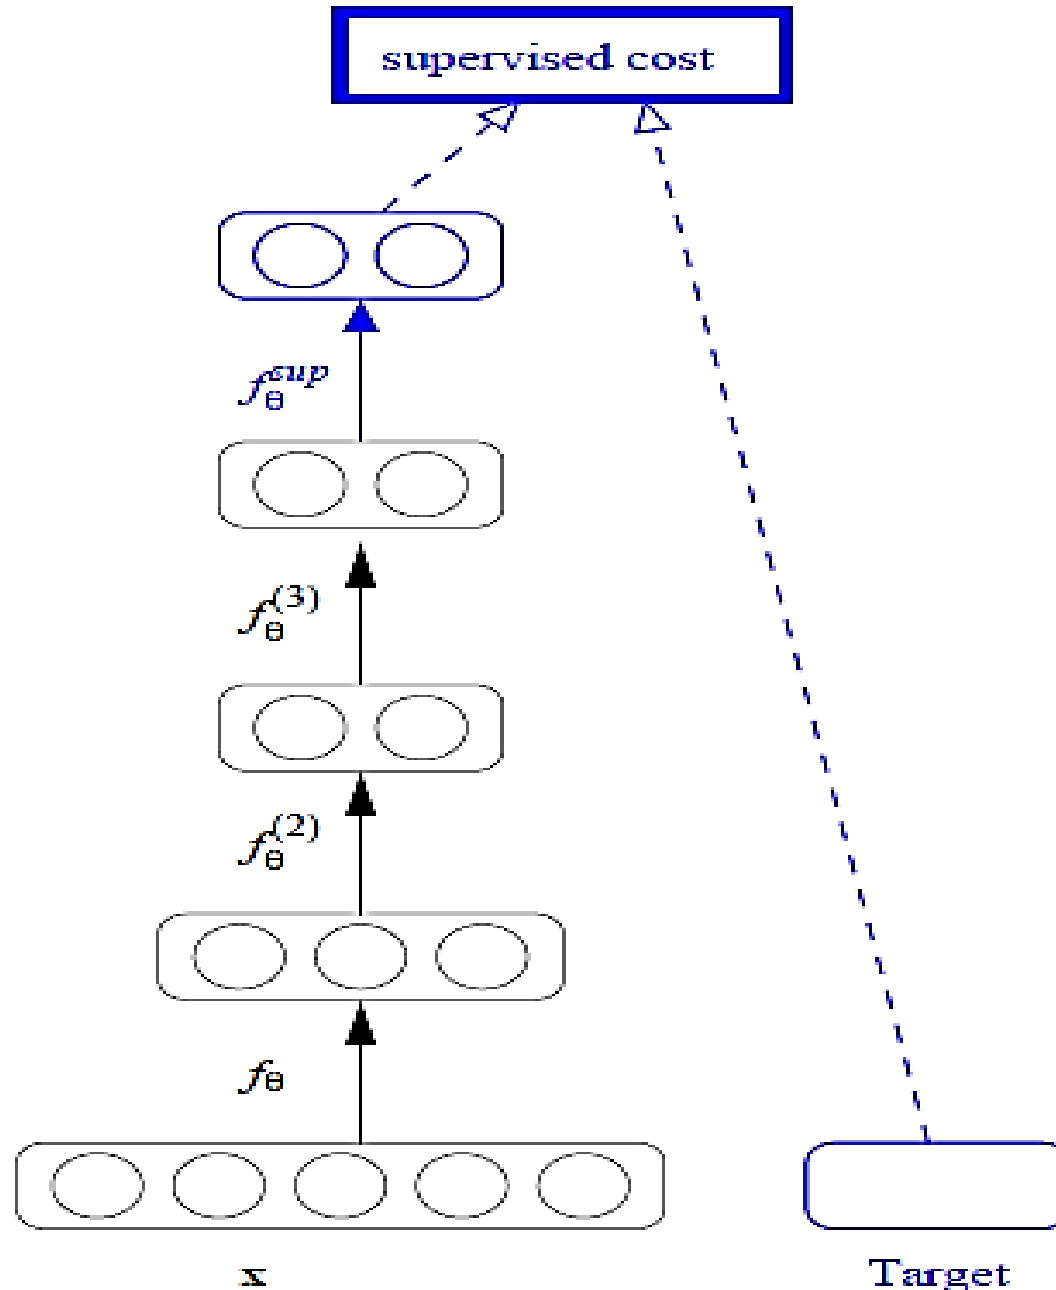 supervised cost
f_θ^sup
f_θ^(3)
f_θ^(2)
f_θ
x
Target